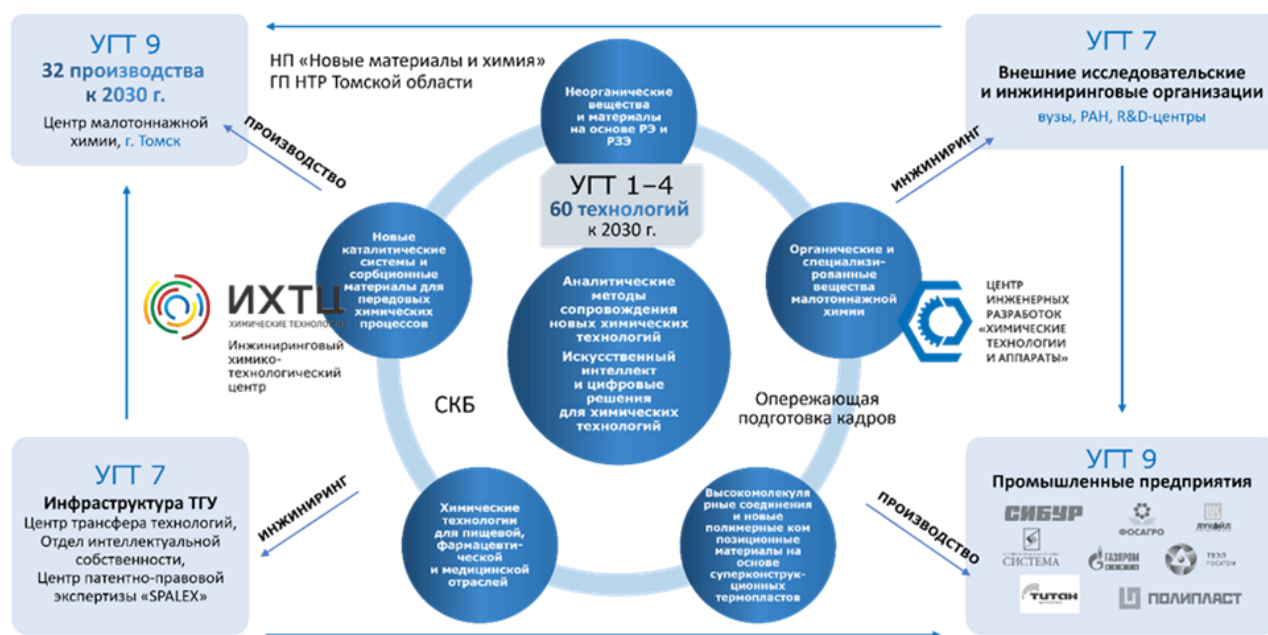 УГТ 9
32 производства
к 2030 г.
Центр малотоннажной
химии, г. Томск
НП «Новые материалы и химия»
ГП НТР Томской области
УГТ 7
Внешние исследовательские
и инжиниринговые организации
вузы, РАН, R&D-центры
ПРОИЗВОДСТВО
ИНЖИНИРИНГ
Неорганические
вещества
и материалы
на основе РЭ и
РЗЭ
УГТ 1–4
60 технологий
к 2030 г.
Новые
каталитические
системы и
сорбционные
материалы для
передовых
химических
процессов
Органические и
специализи-
рованные
вещества
малотоннажной
химии
Аналитические
методы
сопровождения
новых химических
технологий
Искусственный
интеллект
и цифровые
решения
для химических
технологий
ИХТЦ
ХИМИЧЕСКИЕ ТЕХНОЛОГИ
Инжиниринговый
химико-
технологический
центр
ЦЕНТР
ИНЖЕНЕРНЫХ
РАЗРАБОТОК
«ХИМИЧЕСКИЕ
ТЕХНОЛОГИИ
И АППАРАТЫ»
СКБ
Опережающая
подготовка кадров
УГТ 7
Инфраструктура ТГУ
Центр трансфера технологий,
Отдел интеллектуальной
собственности,
Центр патентно-правовой
экспертизы «SPALEX»
ИНЖИНИРИНГ
Химические
технологии
для пищевой,
фармацевти-
ческой
и медицинской
отраслей
Высокомолекуля
рные соединения
и новые
полимерные ком
позиционные
материалы на
основе
суперконструк-
ционных
термопластов
ПРОИЗВОДСТВО
УГТ 9
Промышленные предприятия
СИБУР
ФОСАГРО
ЛУКОЙЛ
СИСТЕМА
ГАЗПРОМ
ТВЭЛ
РОСАТОМ
ТИТАН
ПОЛИПЛАСТ